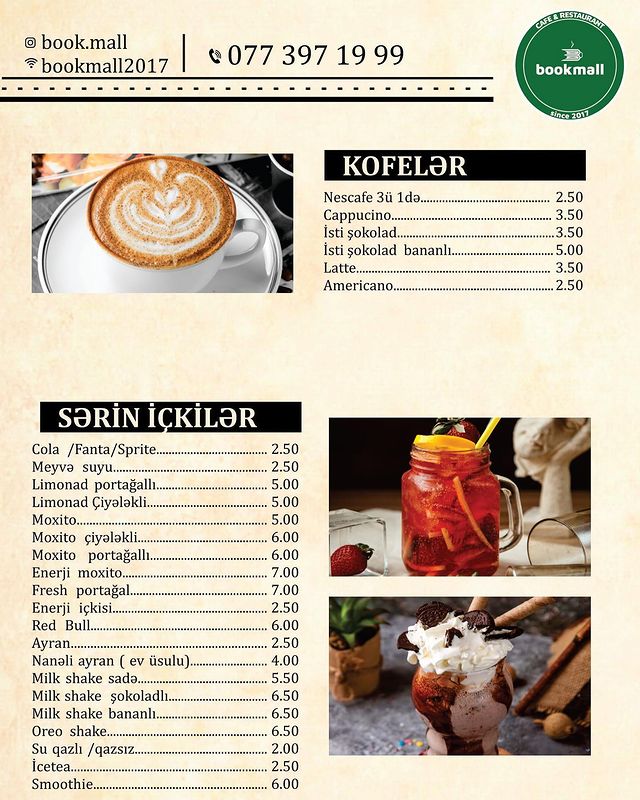 book.mall
bookmall2017
077 397 19 99
CAFE & RESTAURANT
bookmall
since 2017
KOFELƏR
Nescafe 3ü 1də........ 2.50
Cappucino........ 3.50
İsti şokolad........ 3.50
İsti şokolad bananlı........ 5.00
Latte........ 3.50
Americano........ 2.50
SƏRİN İÇKİLƏR
Cola /Fanta/Sprite........ 2.50
Meyvə suyu........ 2.50
Limonad portağallı........ 5.00
Limonad Çiyələkli........ 5.00
Moxito........ 5.00
Moxito çiyələkli........ 6.00
Moxito portağallı........ 6.00
Enerji moxito........ 7.00
Fresh portağal........ 7.00
Enerji içkisi........ 2.50
Red Bull........ 6.00
Ayran........ 2.50
Nanəli ayran ( ev üsulu)........ 4.00
Milk shake sadə........ 5.50
Milk shake şokoladlı........ 6.50
Milk shake bananlı........ 6.50
Oreo shake........ 6.50
Su qazlı /qazsız........ 2.00
İcetea........ 2.50
Smoothie........ 6.00